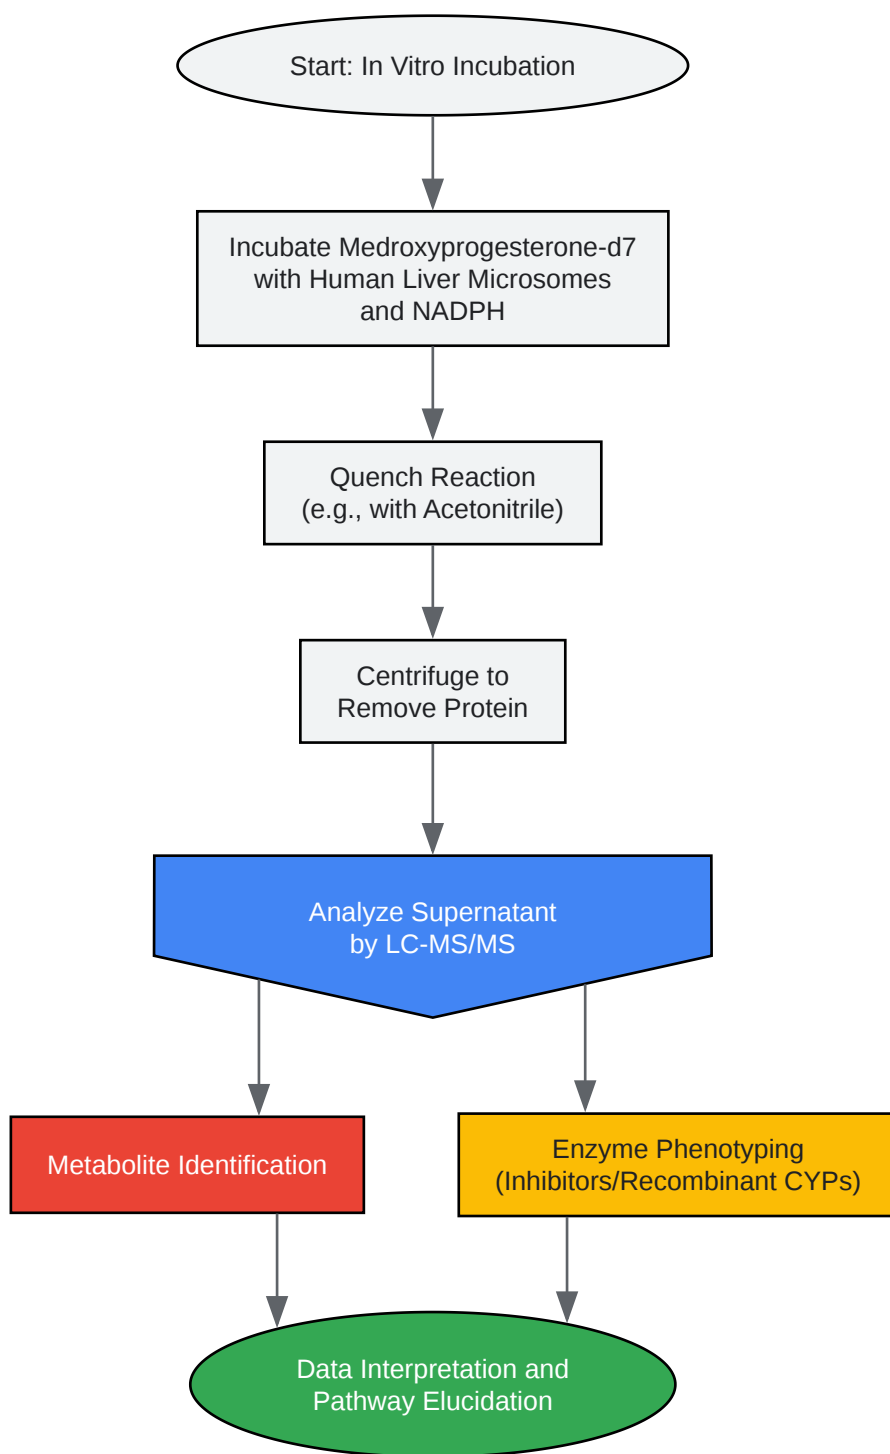 Start: In Vitro Incubation
Incubate Medroxyprogesterone-d7
with Human Liver Microsomes
and NADPH
Quench Reaction
(e.g., with Acetonitrile)
Centrifuge to
Remove Protein
Analyze Supernatant
by LC-MS/MS
Metabolite Identification
Enzyme Phenotyping
(Inhibitors/Recombinant CYPs)
Data Interpretation and
Pathway Elucidation